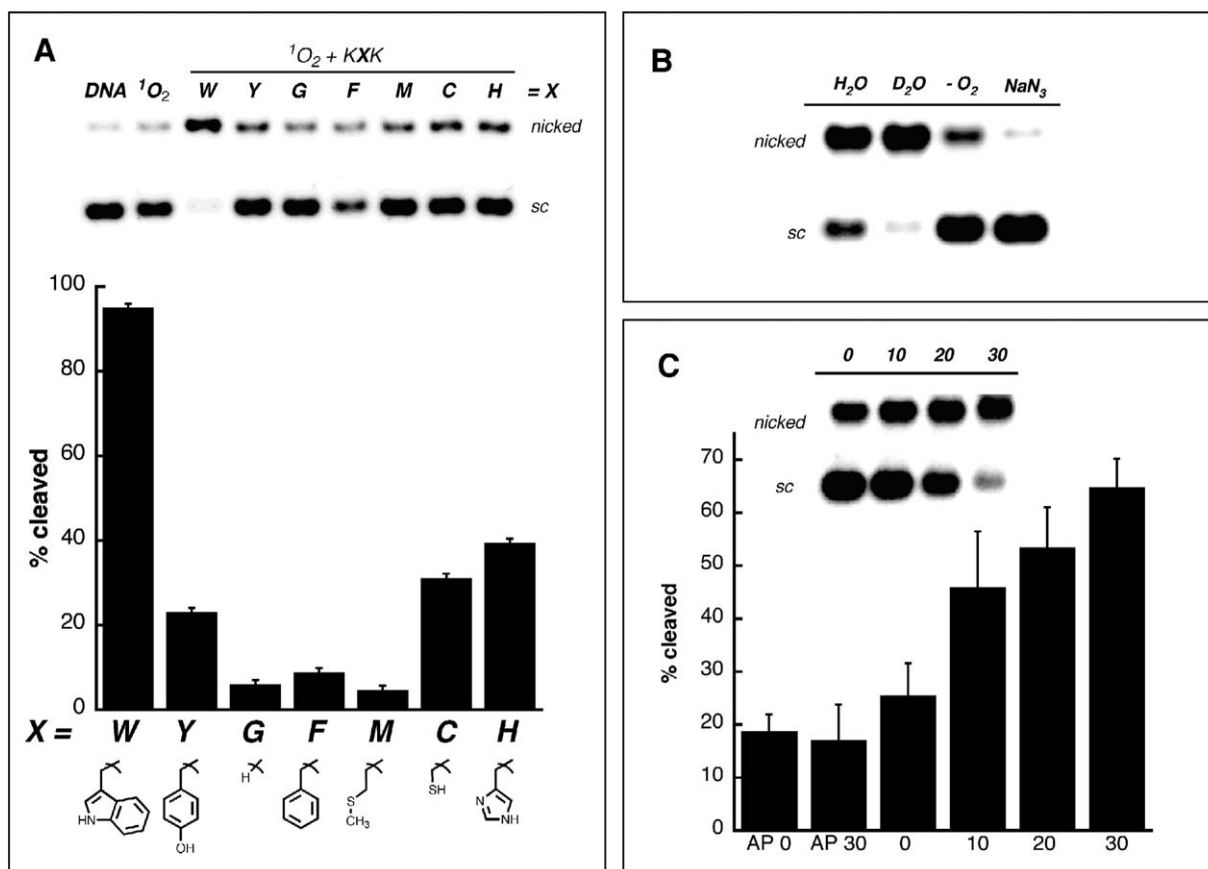 A
¹O₂ + KXK
DNA ¹O₂ W Y G F M C H = X
nicked
sc
% cleaved
100
80
60
40
20
0
X = W Y G F M C H
HN
OH
H
S
CH₃
SH
N
NH
B
H₂O D₂O - O₂ NaN₃
nicked
sc
C
0 10 20 30
nicked
sc
% cleaved
70
60
50
40
30
20
10
0
AP 0 AP 30 0 10 20 30